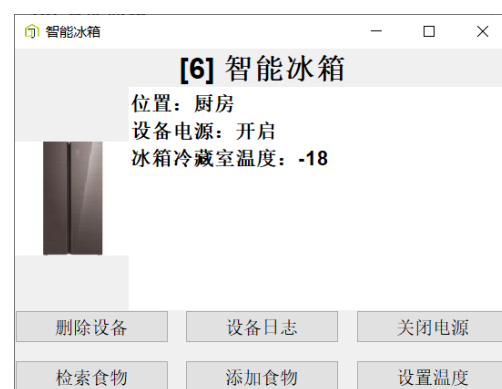 智能冰箱
[6] 智能冰箱
位置：厨房
设备电源：开启
冰箱冷藏室温度：-18
删除设备 设备日志 关闭电源
检索食物 添加食物 设置温度